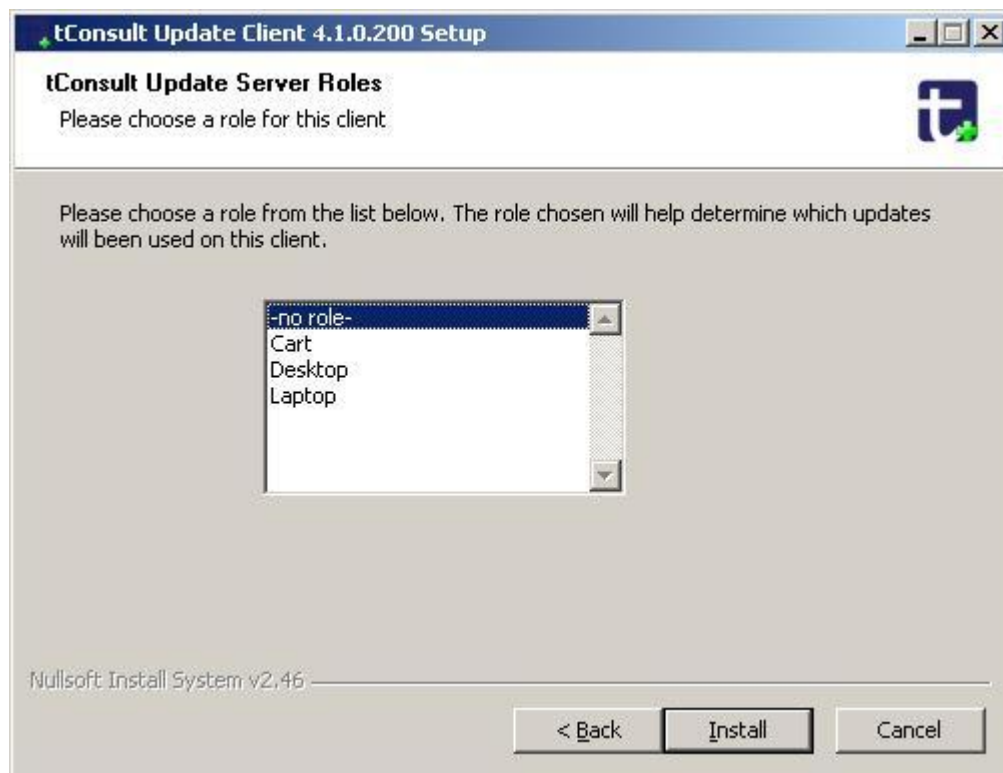 tConsult Update Client 4.1.0.200 Setup
tConsult Update Server Roles
Please choose a role for this client
t
Please choose a role from the list below. The role chosen will help determine which updates
will been used on this client.
-no role-
Cart
Desktop
Laptop
Nullsoft Install System v2.46
< Back
Install
Cancel